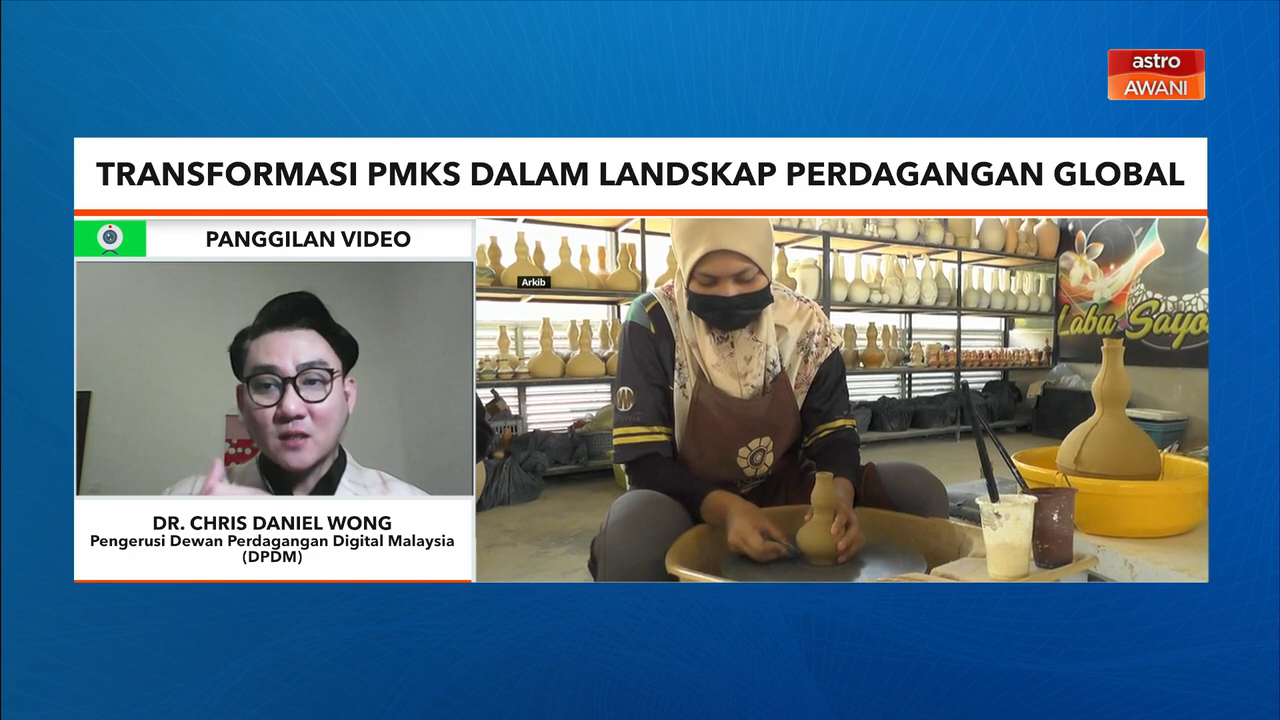 astro
AWANI
TRANSFORMASI PMKS DALAM LANDSKAP PERDAGANGAN GLOBAL
PANGGILAN VIDEO
Arkib
Labu Sayo
DR. CHRIS DANIEL WONG
Pengerusi Dewan Perdagangan Digital Malaysia
(DPDM)